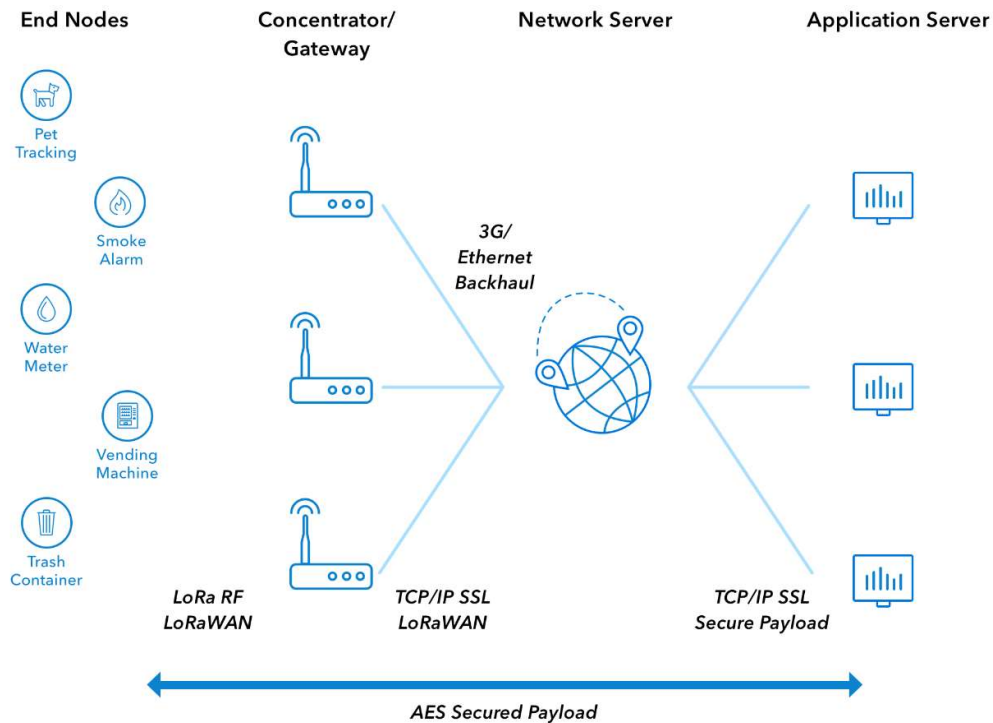 End Nodes
Concentrator/
Gateway
Network Server
Application Server
Pet
Tracking
Smoke
Alarm
Water
Meter
Vending
Machine
Trash
Container
3G/
Ethernet
Backhaul
LoRa RF
LoRaWAN
TCP/IP SSL
LoRaWAN
TCP/IP SSL
Secure Payload
AES Secured Payload